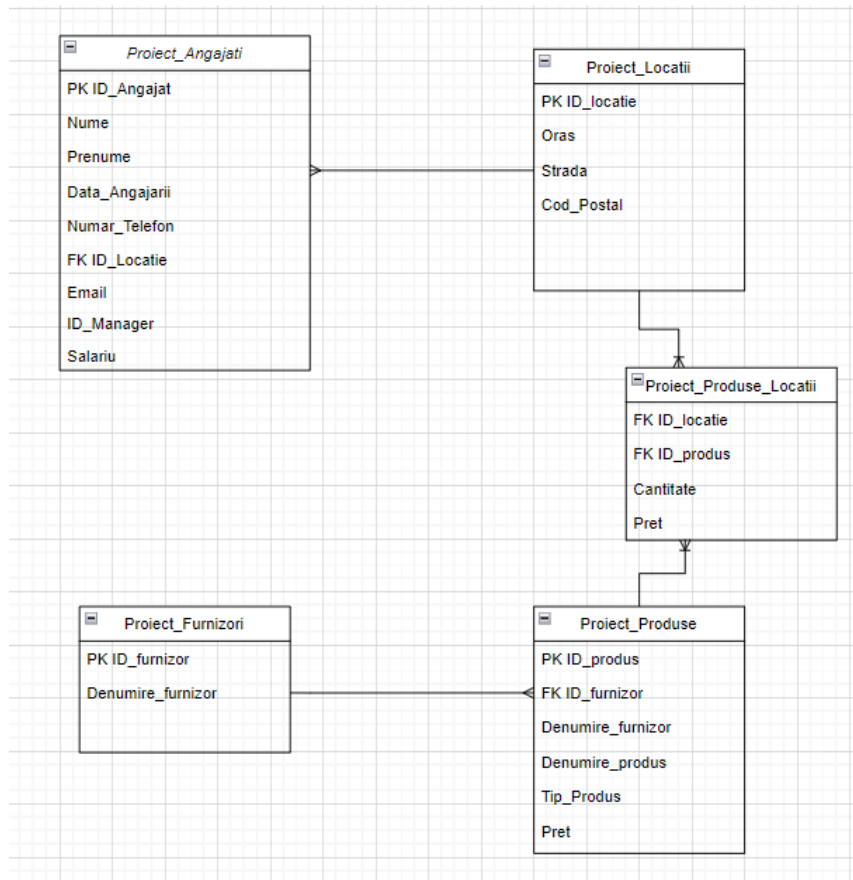 Proiect_Angajati
PK ID_Angajat
Nume
Prenume
Data_Angajarii
Numar_Telefon
FK ID_Locatie
Email
ID_Manager
Salariu
Proiect_Locatii
PK ID_locatie
Oras
Strada
Cod_Postal
Proiect_Produse_Locatii
FK ID_locatie
FK ID_produs
Cantitate
Pret
Proiect_Furnizori
PK ID_furnizor
Denumire_furnizor
Proiect_Produse
PK ID_produs
FK ID_furnizor
Denumire_furnizor
Denumire_produs
Tip_Produs
Pret